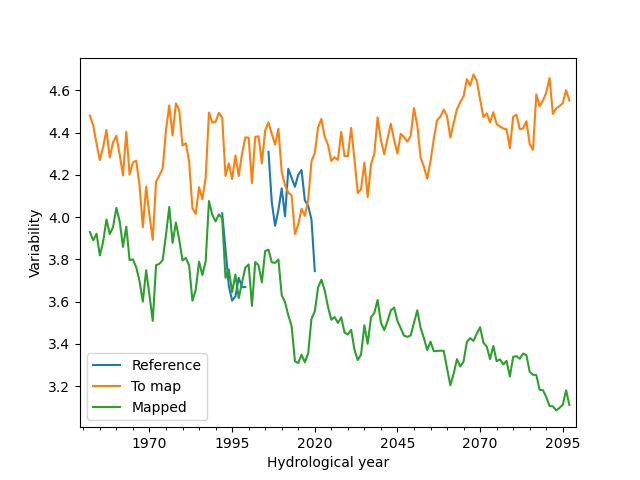 4.6
4.4
4.2
4.0
3.8
3.6
3.4
3.2
Variability
Reference
To map
Mapped
1970
1995
2020
2045
2070
2095
Hydrological year